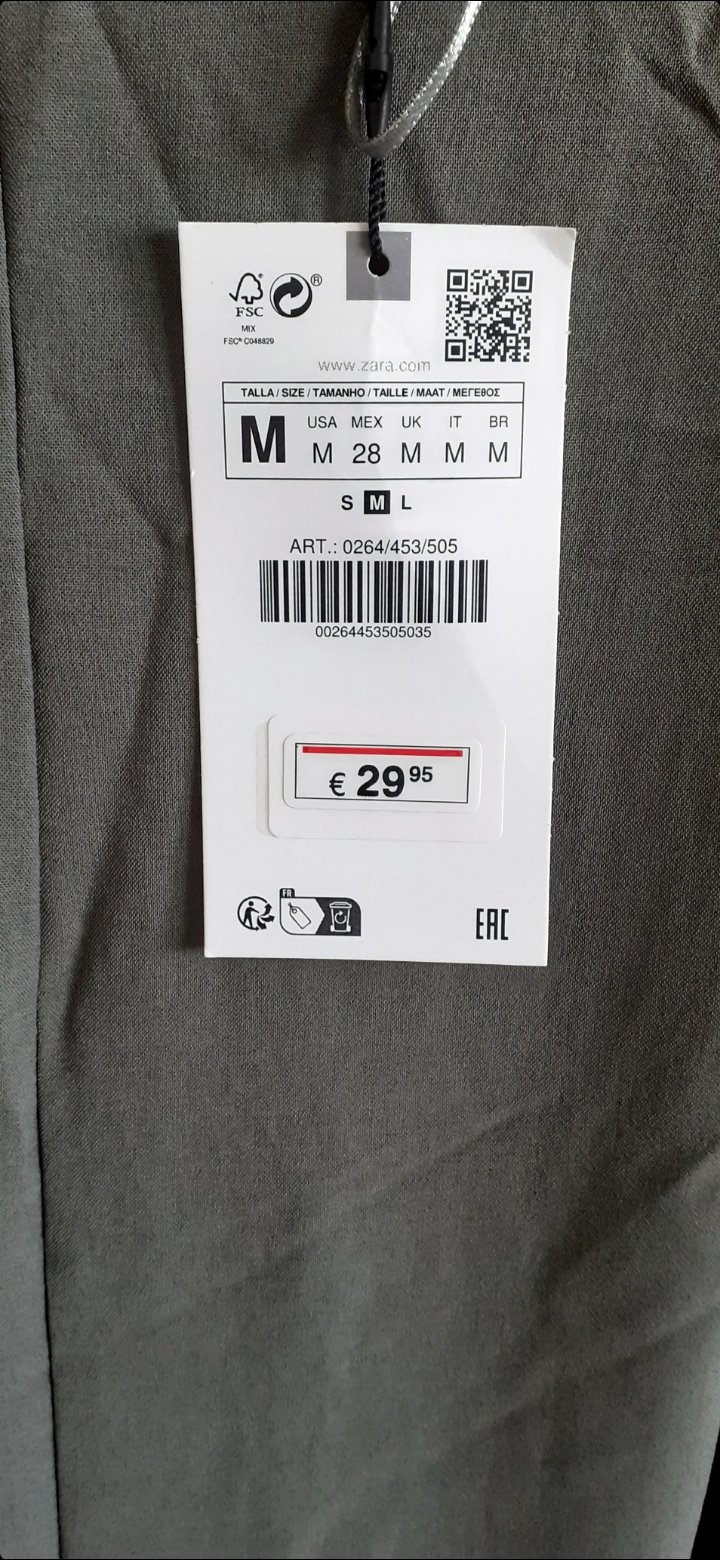 FSC®
®
MIX
FSC® C048829
www.zara.com
TALLA / SIZE / TAMANHO / TAILLE / MAAT / ΜΕΓΕΘΟΣ
M
USA MEX UK IT BR
M 28 M M M
S M L
ART.: 0264/453/505
00264453505035
€ 29 95
FR
EAC